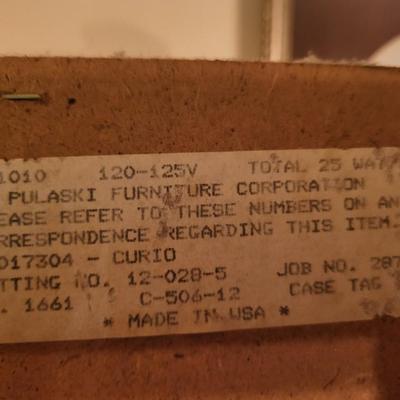 1010 120-125V TOTAL 25 WAT
PULASKI FURNITURE CORPORATION
EASE REFER TO THESE NUMBERS ON AN
RRESPONDENCE REGARDING THIS ITEM.
017304 - CURIO
TTING NO. 12-028-5 JOB NO. 287
. 1661 C-506-12 CASE TAG
* MADE IN USA *